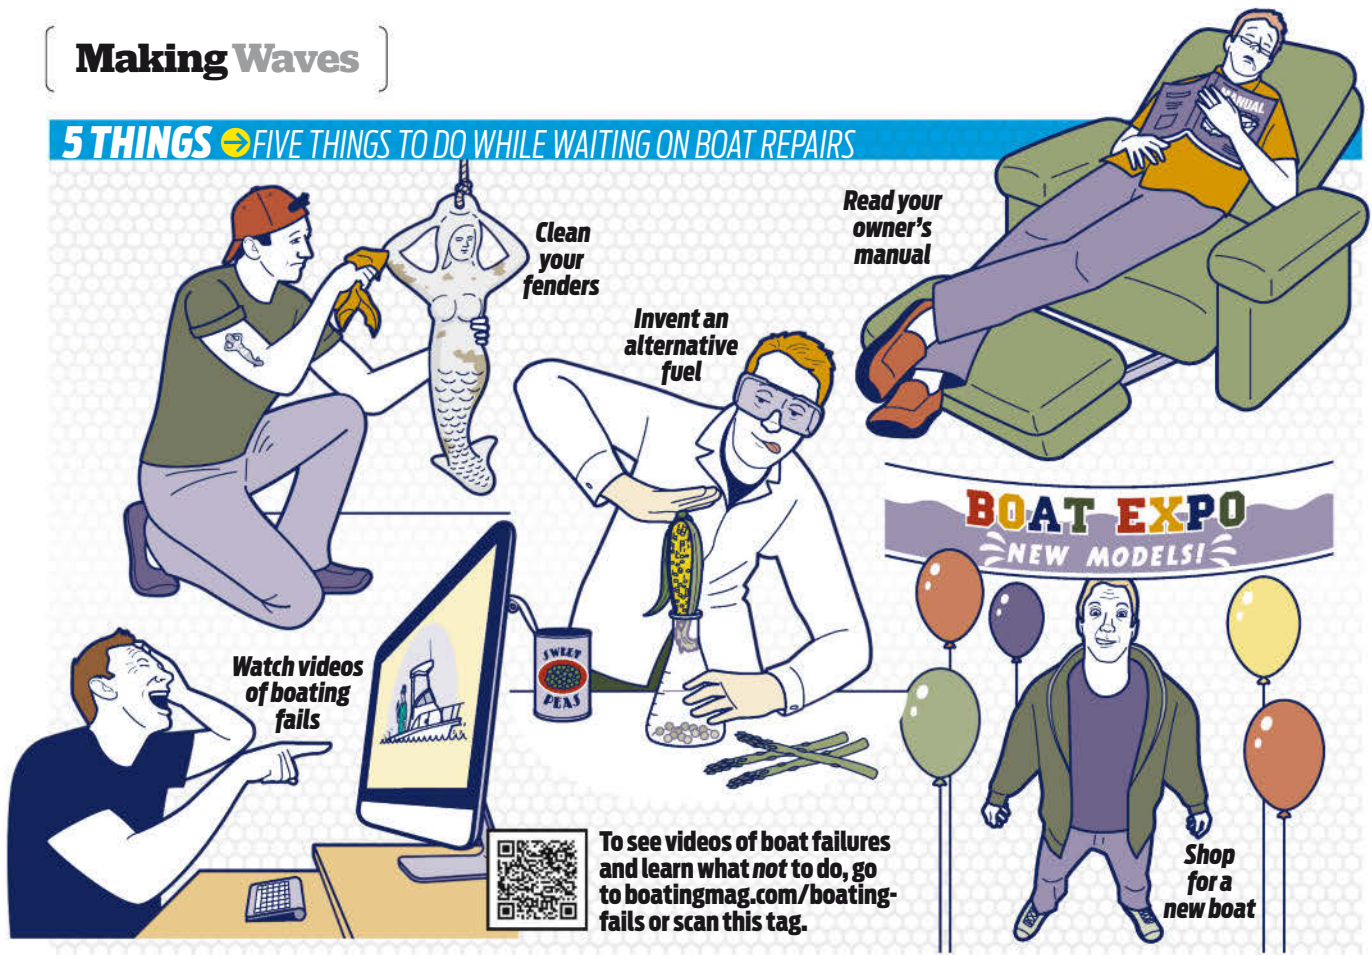 Making Waves
5 THINGS FIVE THINGS TO DO WHILE WAITING ON BOAT REPAIRS
Clean
your
fenders
Read your
owner's
manual
MANUAL
Invent an
alternative
fuel
BOAT EXPO
NEW MODELS!
SWEET
PEAS
Watch videos
of boating
fails
To see videos of boat failures
and learn what not to do, go
to boatingmag.com/boating-
fails or scan this tag.
Shop
for a
new boat